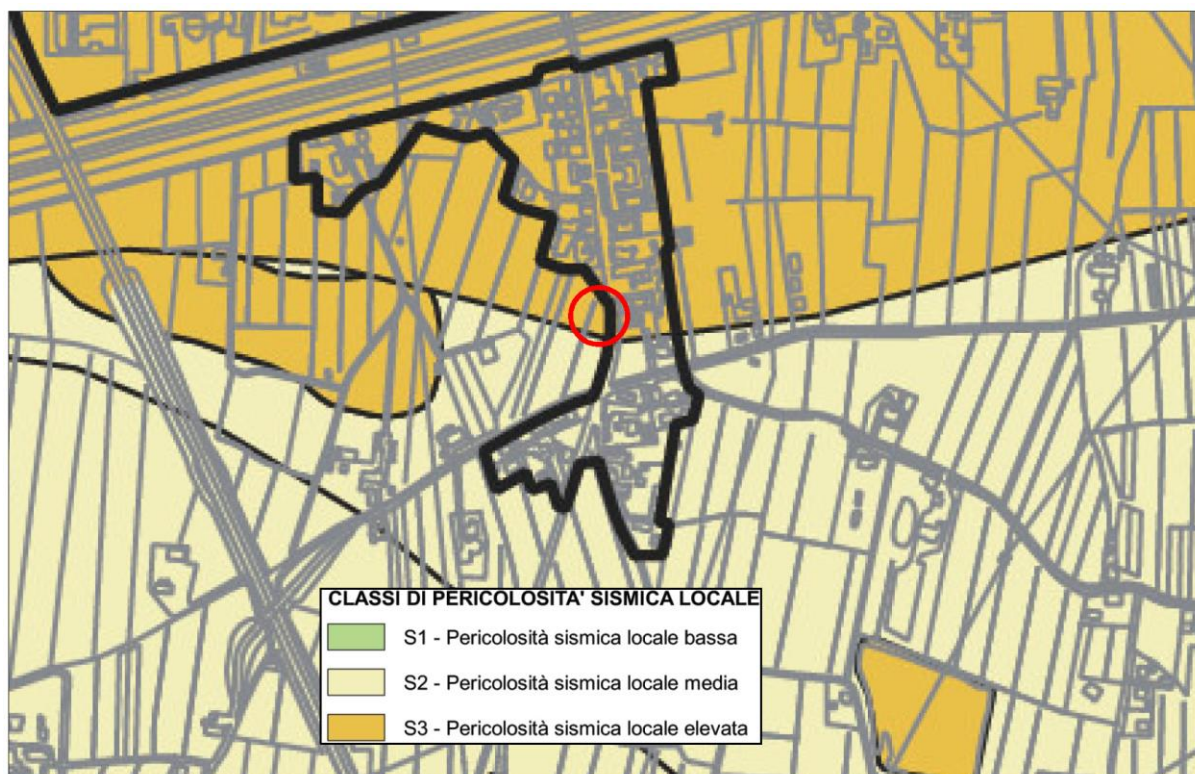 CLASSI DI PERICOLOSITA' SISMICA LOCALE
S1 - Pericolosità sismica locale bassa
S2 - Pericolosità sismica locale media
S3 - Pericolosità sismica locale elevata